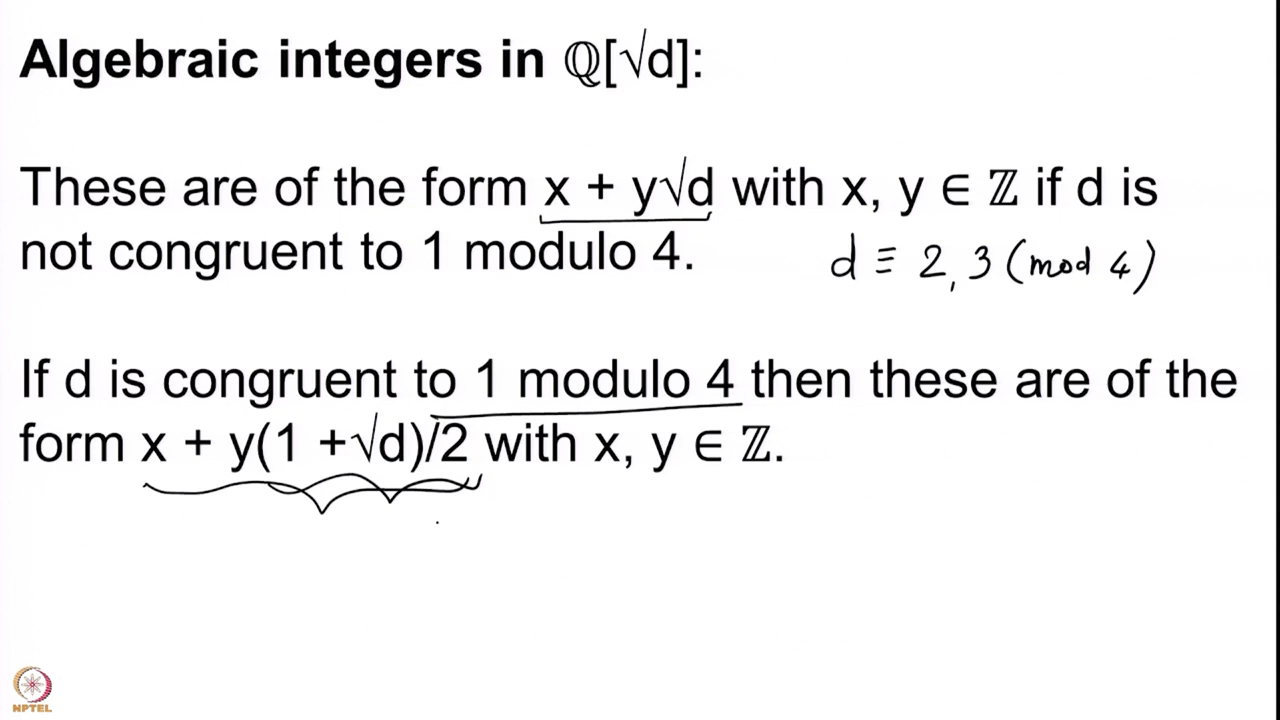 Algebraic integers in ℚ[√d]:
These are of the form x + y√d with x, y ∈ ℤ if d is
not congruent to 1 modulo 4. d ≡ 2, 3 (mod 4)
If d is congruent to 1 modulo 4 then these are of the
form x + y(1 +√d)/2 with x, y ∈ ℤ.
NPTEL